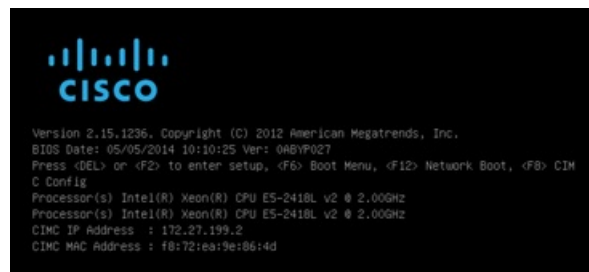 CISCO
Version 2.15.1236. Copyright (C) 2012 American Megatrends, Inc.
BIOS Date: 05/05/2014 10:10:25 Ver: 0ABYP027
Press <DEL> or <F2> to enter setup, <F6> Boot Menu, <F12> Network Boot, <F8> CIM
C Config
Processor(s) Intel(R) Xeon(R) CPU E5-2418L v2 @ 2.00GHz
Processor(s) Intel(R) Xeon(R) CPU E5-2418L v2 @ 2.00GHz
CIMC IP Address  : 172.27.199.2
CIMC MAC Address : f8:72:ea:9e:86:4d